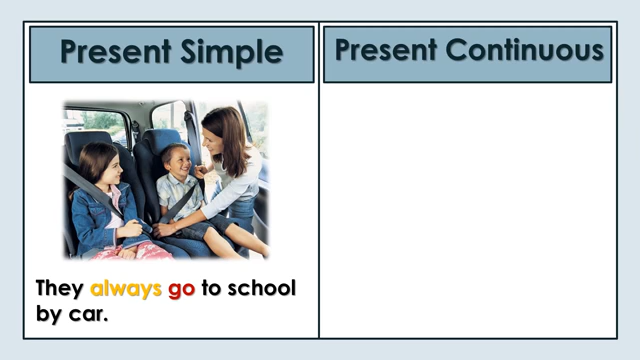 Present Simple
Present Continuous
They always go to school
by car.